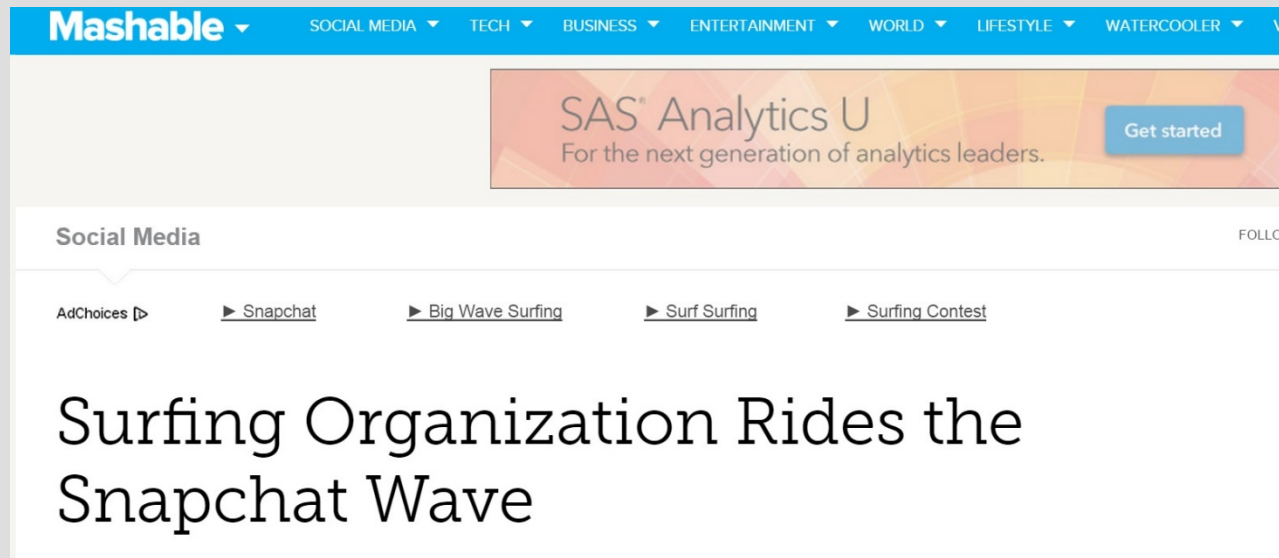 Mashable SOCIAL MEDIA TECH BUSINESS ENTERTAINMENT WORLD LIFESTYLE WATERCOOLER
SAS® Analytics U
For the next generation of analytics leaders.
Get started
Social Media
AdChoices ► Snapchat ► Big Wave Surfing ► Surf Surfing ► Surfing Contest
Surfing Organization Rides the
Snapchat Wave